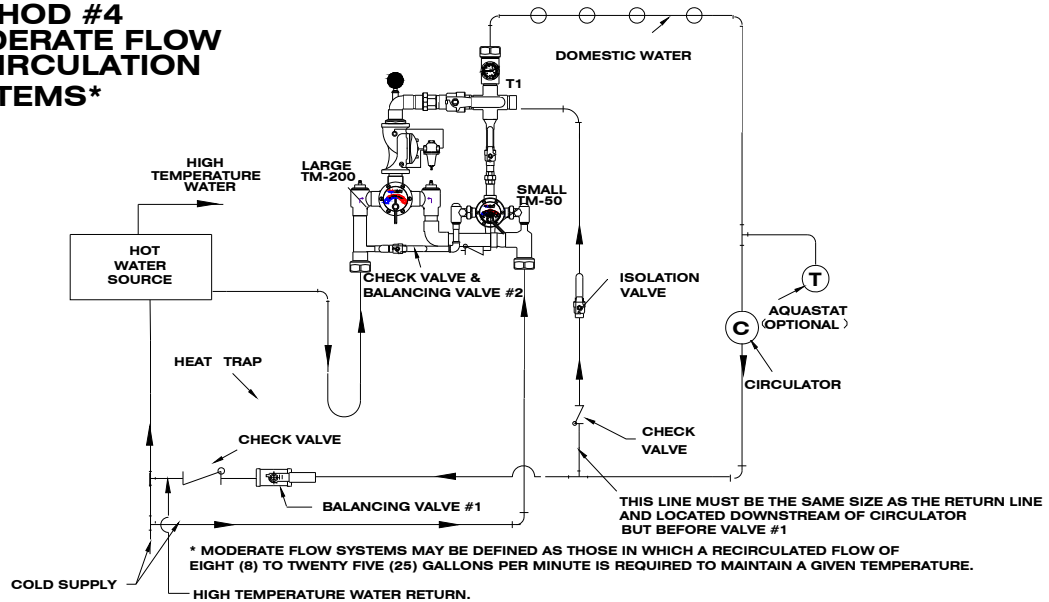 HOD #4
DERATE FLOW
IRCULATION
TEMS*
DOMESTIC WATER
T1
HIGH
TEMPERATURE
WATER
LARGE
TM-200
SMALL
TM-50
HOT
WATER
SOURCE
CHECK VALVE &
BALANCING VALVE #2
ISOLATION
VALVE
T
AQUASTAT
(OPTIONAL)
C
CIRCULATOR
HEAT TRAP
CHECK VALVE
CHECK
VALVE
BALANCING VALVE #1
THIS LINE MUST BE THE SAME SIZE AS THE RETURN LINE
AND LOCATED DOWNSTREAM OF CIRCULATOR
BUT BEFORE VALVE #1
* MODERATE FLOW SYSTEMS MAY BE DEFINED AS THOSE IN WHICH A RECIRCULATED FLOW OF
EIGHT (8) TO TWENTY FIVE (25) GALLONS PER MINUTE IS REQUIRED TO MAINTAIN A GIVEN TEMPERATURE.
COLD SUPPLY
HIGH TEMPERATURE WATER RETURN.